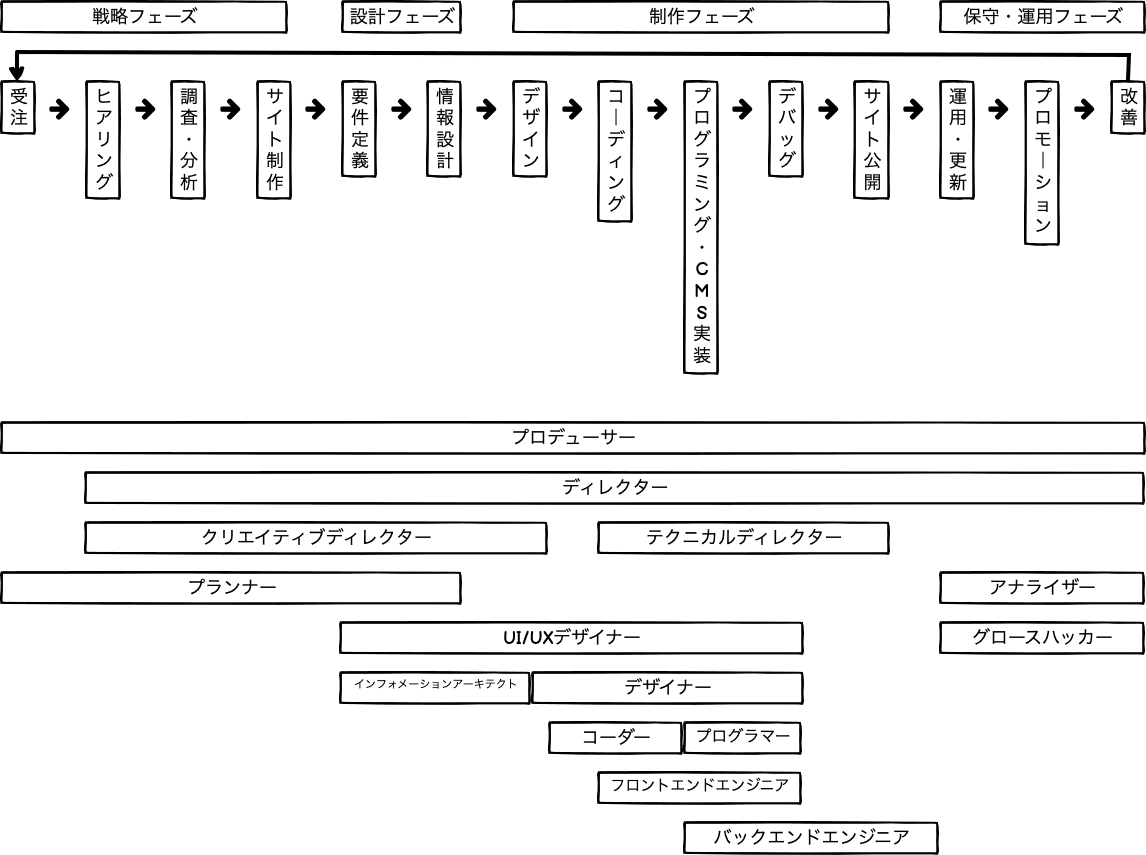 戦略フェーズ
設計フェーズ
制作フェーズ
保守・運用フェーズ
受注
ヒアリング
調査・分析
サイト制作
要件定義
情報設計
デザイン
コーディング
プログラミング・CMS実装
デバッグ
サイト公開
運用・更新
プロモーション
改善
プロデューサー
ディレクター
クリエイティブディレクター
テクニカルディレクター
プランナー
アナライザー
UI/UXデザイナー
グロースハッカー
インフォメーションアーキテクト
デザイナー
コーダー
プログラマー
フロントエンドエンジニア
バックエンドエンジニア